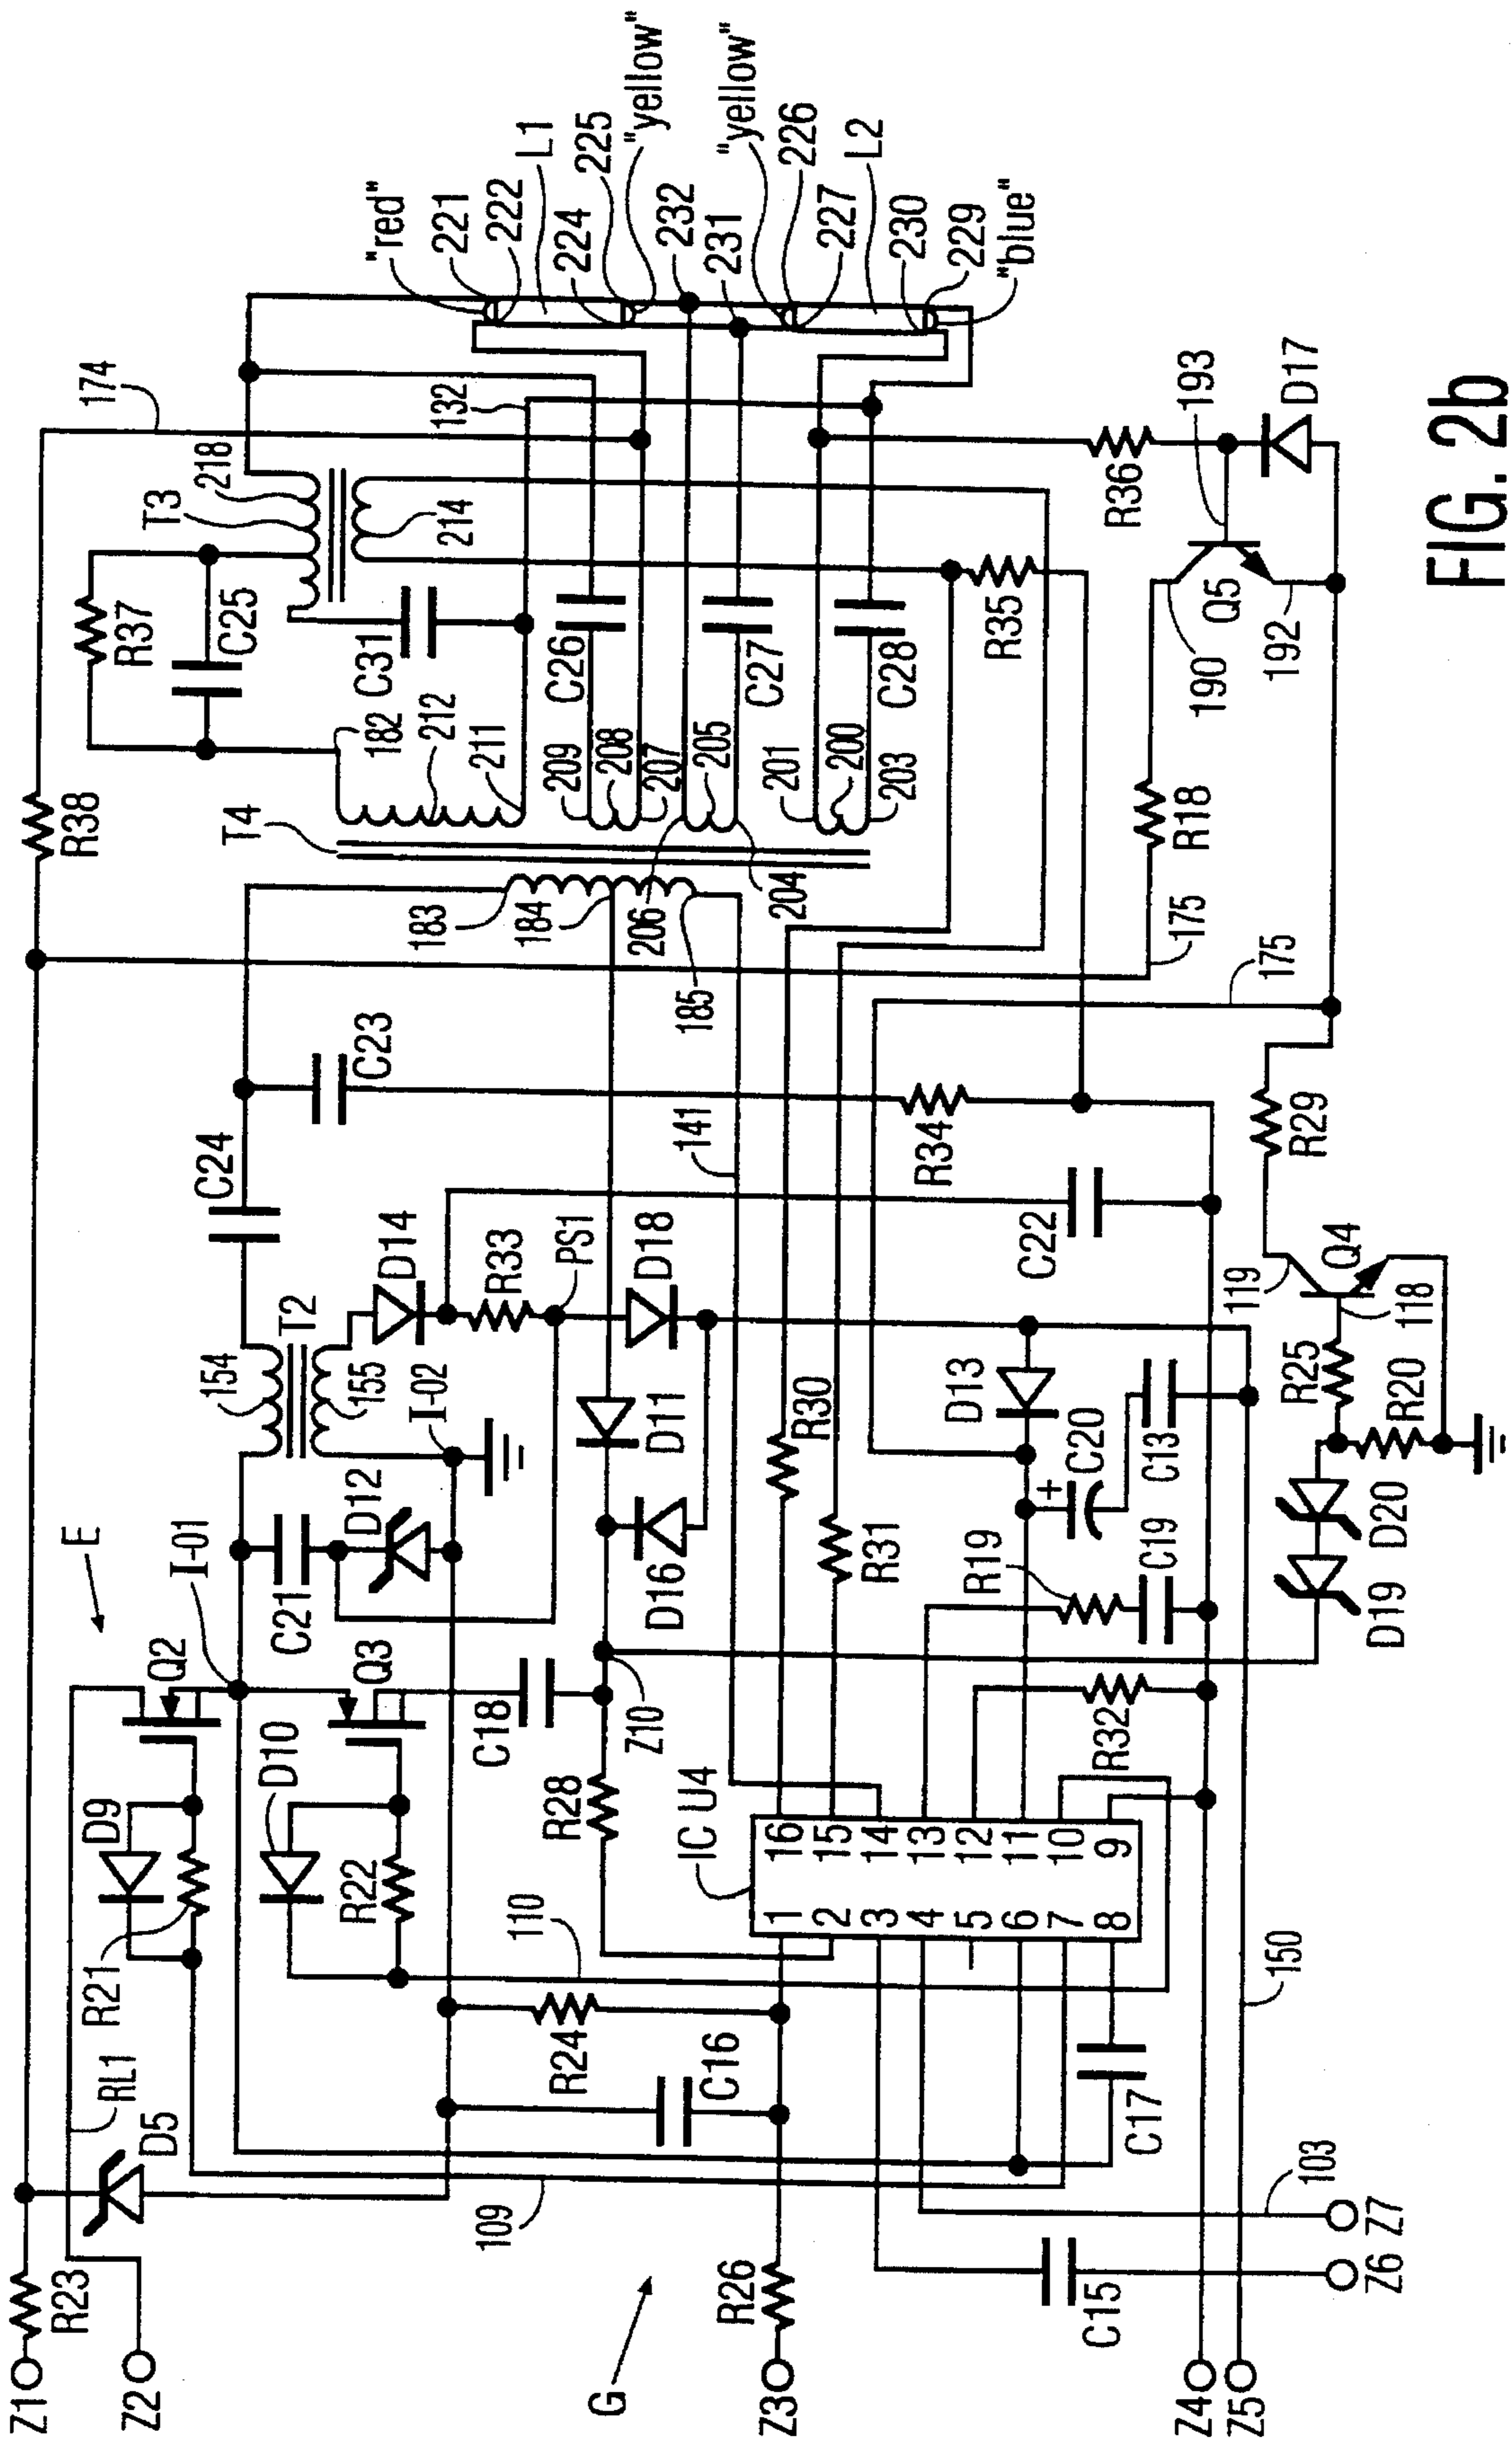 Z1
R23
Z2
RL1
D5
R21
D9
Q2
E
I-01
R38
174
R37
C25
T3
218
"red"
221
222
L1
224
225
"yellow"
232
231
"yellow"
226
227
L2
230
229
"blue"
214
132
C31
182
212
211
T4
C24
C23
154
T2
155
I-02
D14
R33
PS1
D18
D12
C21
D10
Q3
R22
C18
Z10
D16
D11
183
184
206
185
204
209
208
207
205
201
200
203
C26
C27
C28
R35
R36
193
D17
Q5
190
192
R18
175
175
141
R34
C22
R30
R31
D13
C20
+
C13
R19
C19
R32
R28
IC U4
110
1
2
3
4
5
6
7
8
16
15
14
13
12
11
10
9
R24
C16
C17
109
G
R26
Z3
C15
Z6
Z7
103
150
Z4
Z5
R29
119
Q4
118
R25
R20
D20
D19
FIG. 2b